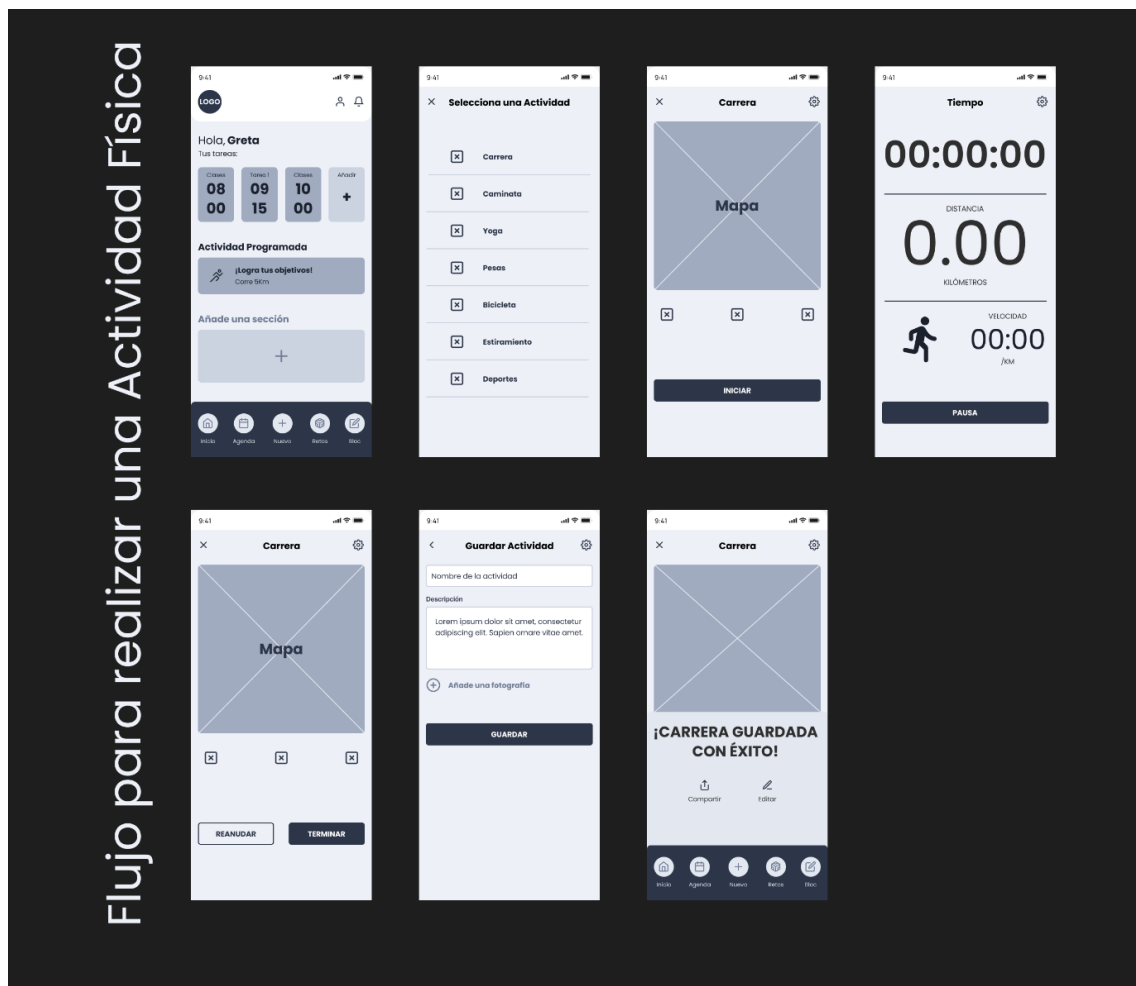 Flujo para realizar una Actividad Física
9:41
LOGO
Hola, Greta
Tus tareas:
Clases
08
00
Tarea 1
09
15
Clases
10
00
Añadir
+
Actividad Programada
¡Logra tus objetivos!
Corre 5Km
Añade una sección
+
Inicio Agenda Nuevo Retos Bloc
9:41
Selecciona una Actividad
Carrera
Caminata
Yoga
Pesas
Bicicleta
Estiramiento
Deportes
9:41
Carrera
Mapa
INICIAR
9:41
Tiempo
00:00:00
DISTANCIA
0.00
KILÓMETROS
VELOCIDAD
00:00
/KM
PAUSA
9:41
Carrera
Mapa
REANUDAR TERMINAR
9:41
Guardar Actividad
Nombre de la actividad
Descripción
Lorem ipsum dolor sit amet, consectetur
adipiscing elit. Sapien ornare vitae amet.
Añade una fotografía
GUARDAR
9:41
Carrera
¡CARRERA GUARDADA
CON ÉXITO!
Compartir Editar
Inicio Agenda Nuevo Retos Bloc